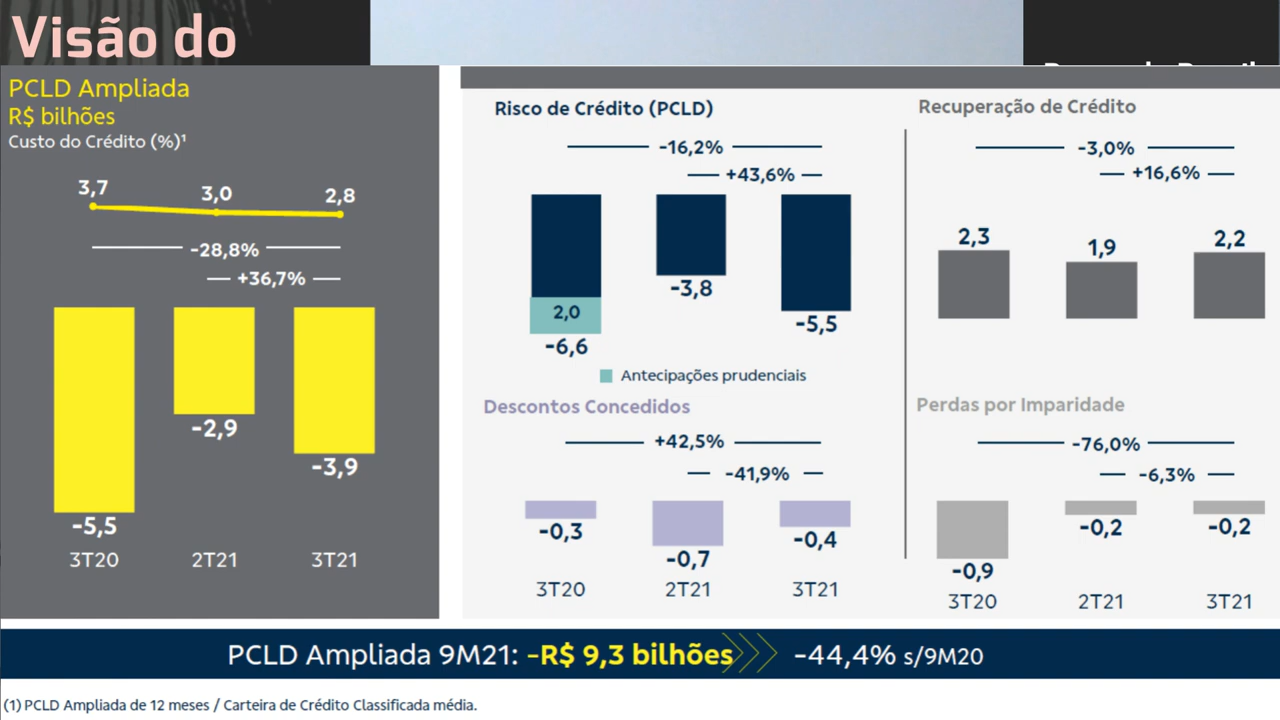 Visão do
PCLD Ampliada
R$ bilhões
Custo do Crédito (%)¹
3,7
3,0
2,8
-28,8%
+36,7%
-5,5
-2,9
-3,9
3T20
2T21
3T21
Risco de Crédito (PCLD)
-16,2%
+43,6%
2,0
-6,6
-3,8
-5,5
Antecipações prudenciais
Recuperação de Crédito
-3,0%
+16,6%
2,3
1,9
2,2
Descontos Concedidos
+42,5%
-41,9%
-0,3
-0,7
-0,4
3T20
2T21
3T21
Perdas por Imparidade
-76,0%
-6,3%
-0,9
-0,2
-0,2
3T20
2T21
3T21
PCLD Ampliada 9M21: -R$ 9,3 bilhões -44,4% s/9M20
(1) PCLD Ampliada de 12 meses / Carteira de Crédito Classificada média.